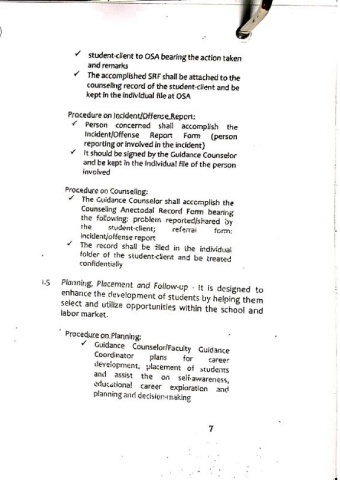 ✓ student-client to OSA bearing the action taken
and remarks
✓ The accomplished SRF shall be attached to the
counseling record of the student-client and be
kept in the individual file at OSA
Procedure on Incident/Offense Report:
✓ Person concerned shall accomplish the
Incident/Offense Report Form (person
reporting or involved in the incident)
✓ It should be signed by the Guidance Counselor
and be kept in the individual file of the person
involved
Procedure on Counseling:
✓ The Guidance Counselor shall accomplish the
Counseling Anectodal Record Form bearing
the following: problem reported/shared by
the student-client; referral form:
incident/offense report
✓ The record shall be filed in the individual
folder of the student-client and be treated
confidentially
1.5 Planning, Placement and Follow-up - It is designed to
enhance the development of students by helping them
select and utilize opportunities within the school and
labor market.
Procedure on Planning:
✓ Guidance Counselor/Faculty Guidance
Coordinator plans for career
development, placement of students
and assist the on self-awareness,
educational career exploration and
planning and decision-making
7